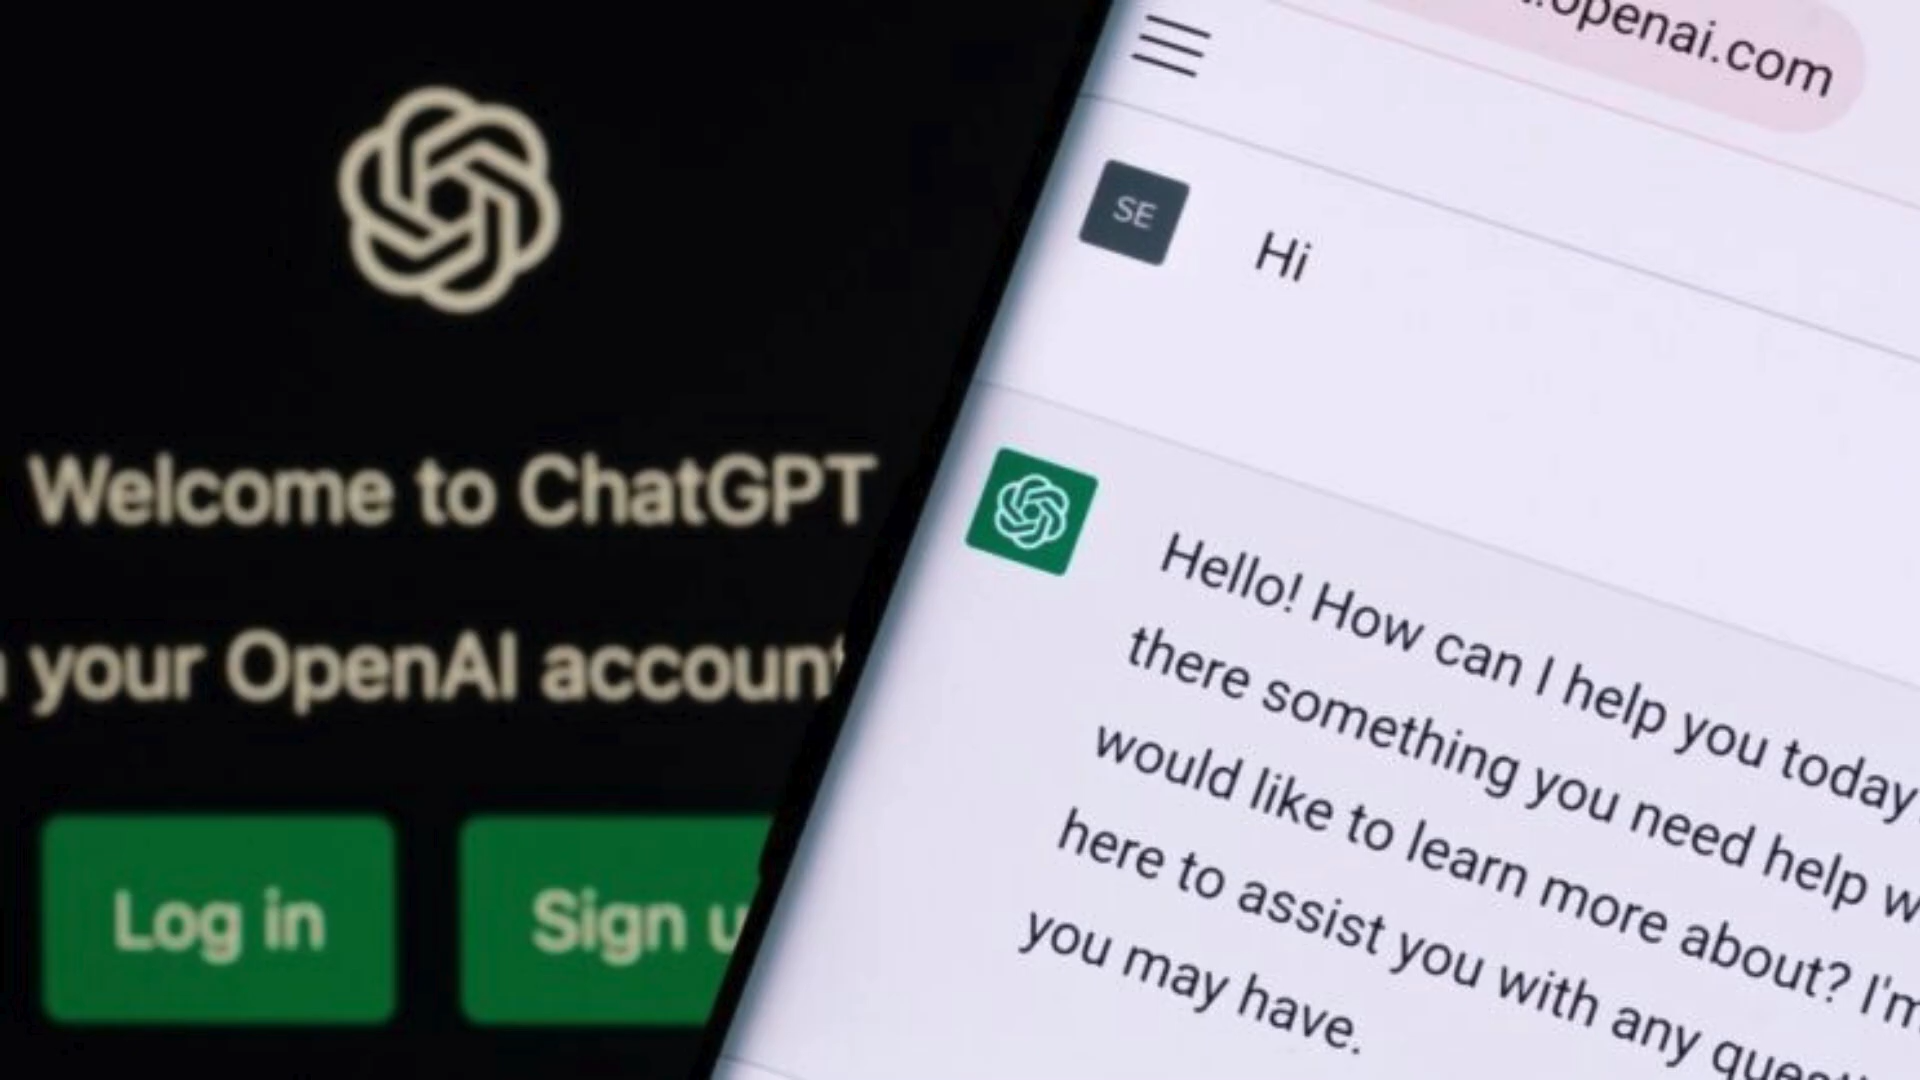 Welcome to ChatGPT
your OpenAI account
Log in
Sign u
openai.com
SE
Hi
Hello! How can I help you today
there something you need help w
would like to learn more about? I'm
here to assist you with any questi
you may have.